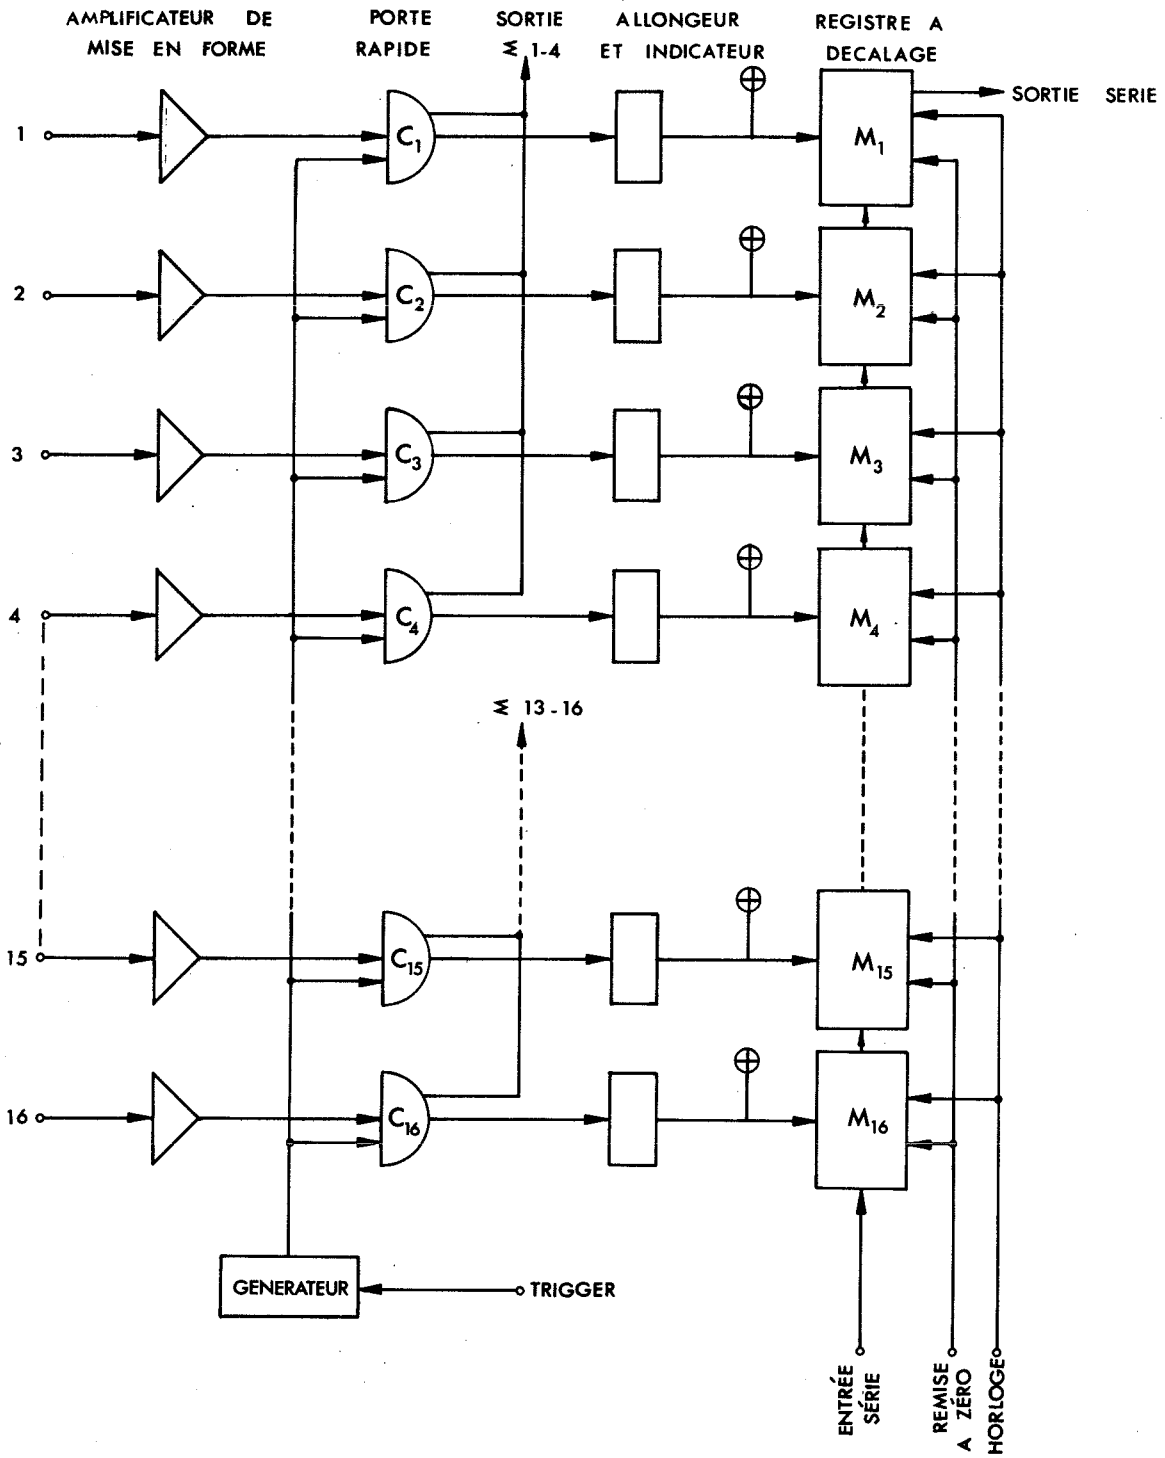 AMPLIFICATEUR DE
MISE EN FORME
PORTE
RAPIDE
SORTIE
Σ 1-4
ALLONGEUR
ET INDICATEUR
REGISTRE A
DECALAGE
SORTIE SERIE
1
C1
M1
2
C2
M2
3
C3
M3
4
C4
M4
Σ 13-16
15
C15
M15
16
C16
M16
GENERATEUR
TRIGGER
ENTRÉE
SÉRIE
REMISE
A ZÉRO
HORLOGE